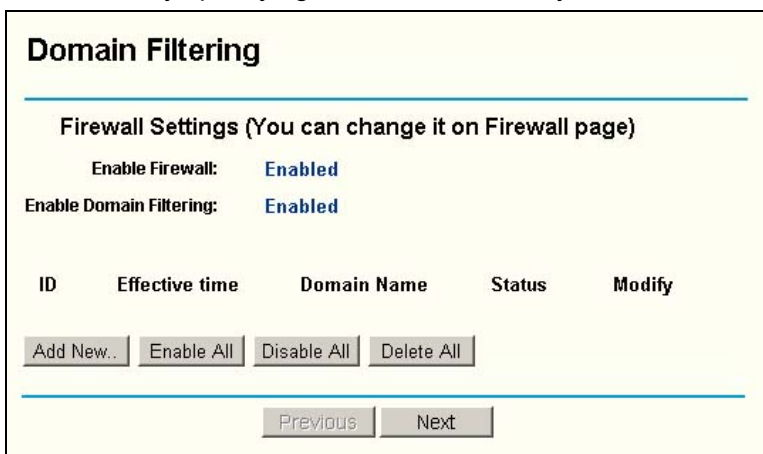 Domain Filtering
Firewall Settings (You can change it on Firewall page)
Enable Firewall: Enabled
Enable Domain Filtering: Enabled
ID Effective time Domain Name Status Modify
Add New.. Enable All Disable All Delete All
Previous Next